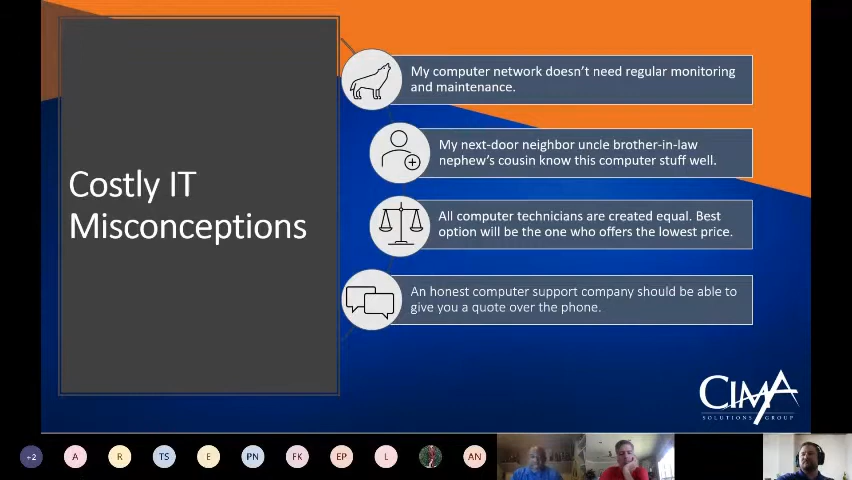 My computer network doesn't need regular monitoring
and maintenance.
My next-door neighbor uncle brother-in-law
nephew's cousin know this computer stuff well.
Costly IT
Misconceptions
All computer technicians are created equal. Best
option will be the one who offers the lowest price.
An honest computer support company should be able to
give you a quote over the phone.
CIMA
SOLUTIONS GROUP
+2
A
R
TS
E
PN
FK
EP
L
AN